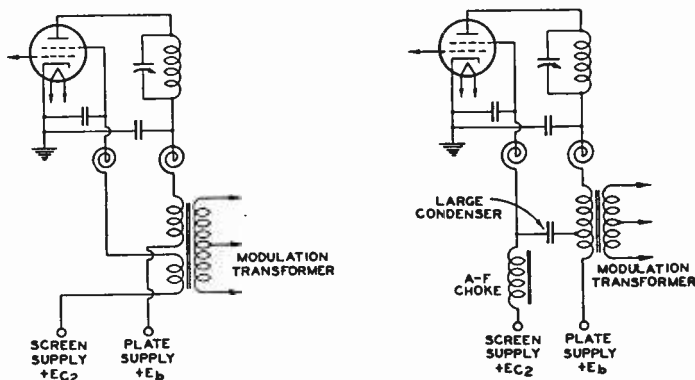 MODULATION
TRANSFORMER
SCREEN
SUPPLY
+EC2
PLATE
SUPPLY
+Eb
LARGE
CONDENSER
A-F
CHOKE
MODULATION
TRANSFORMER
SCREEN
SUPPLY
+EC2
PLATE
SUPPLY
+Eb